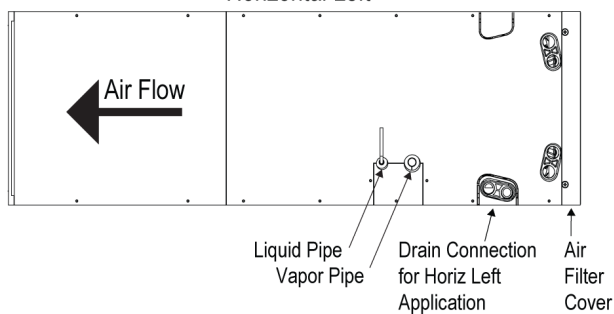 Horizontal Left
Air Flow
Liquid Pipe
Vapor Pipe
Drain Connection
for Horiz Left
Application
Air
Filter
Cover